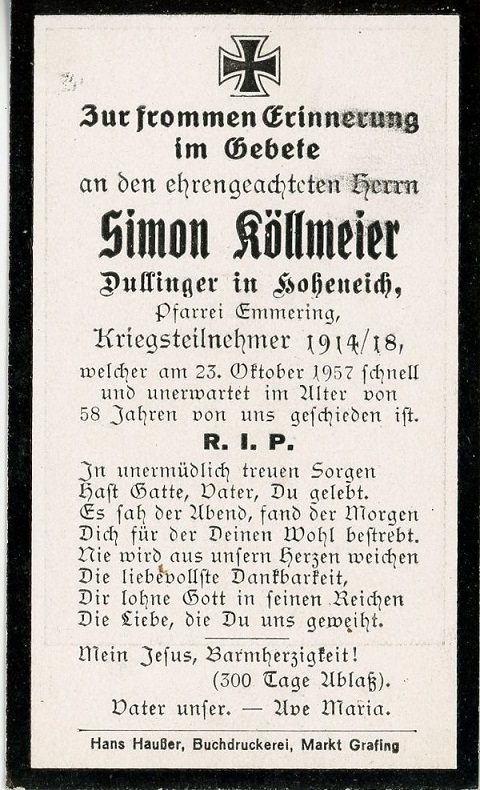 Zur frommen Erinnerung
im Gebete
an den ehrengeachteten Herrn
Simon Köllmeier
Dullinger in Hoheneich,
Pfarrei Emmering,
Kriegsteilnehmer 1914/18,
welcher am 23. Oktober 1957 schnell
und unerwartet im Alter von
58 Jahren von uns geschieden ist.
R. I. P.
In unermüdlich treuen Sorgen
Hast Gatte, Vater, Du gelebt.
Es sah der Abend, fand der Morgen
Dich für der Deinen Wohl bestrebt.
Nie wird aus unsern Herzen weichen
Die liebevollste Dankbarkeit,
Dir lohne Gott in seinen Reichen
Die Liebe, die Du uns geweiht.
Mein Jesus, Barmherzigkeit!
(300 Tage Ablaß).
Vater unser. — Ave Maria.
Hans Haußer, Buchdruckerei, Markt Grafing